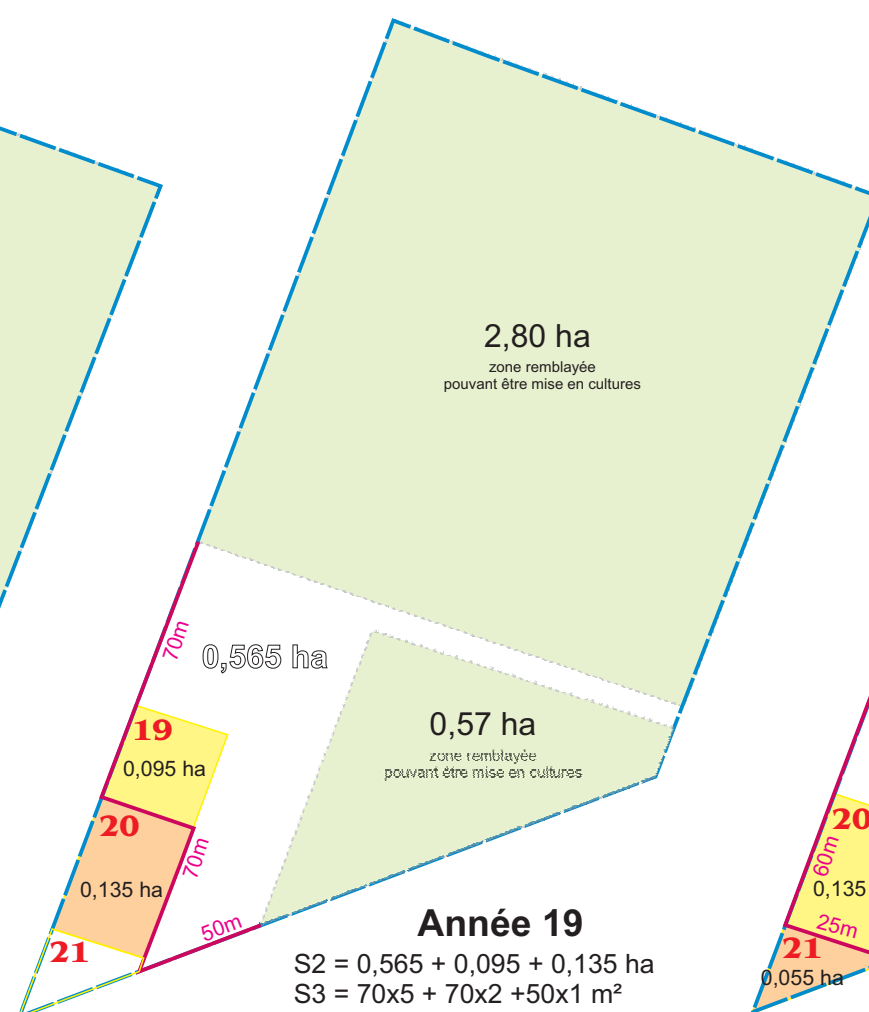 2,80 ha
zone remblayée
pouvant être mise en cultures
70m
0,565 ha
19
0,095 ha
0,57 ha
zone remblayée
pouvant être mise en cultures
20
0,135 ha
70m
21
50m
Année 19
S2 = 0,565 + 0,095 + 0,135 ha
S3 = 70x5 + 70x2 +50x1 m²
20
60m
0,135
25m
21
0,055 ha